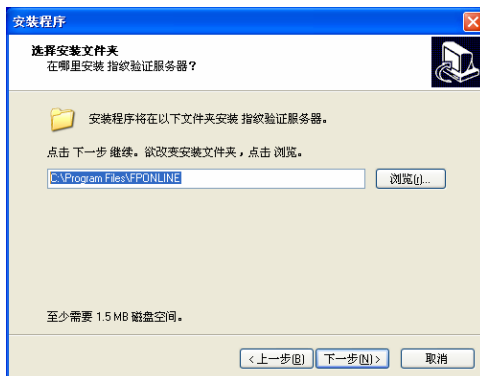 安装程序
选择安装文件夹
在哪里安装 指纹验证服务器？
安装程序将在以下文件夹安装 指纹验证服务器。
点击 下一步 继续。欲改变安装文件夹，点击 浏览。
C:\Program Files\FPONLINE
浏览(r)...
至少需要 1.5 MB 磁盘空间。
<上一步(B)
下一步(N)>
取消